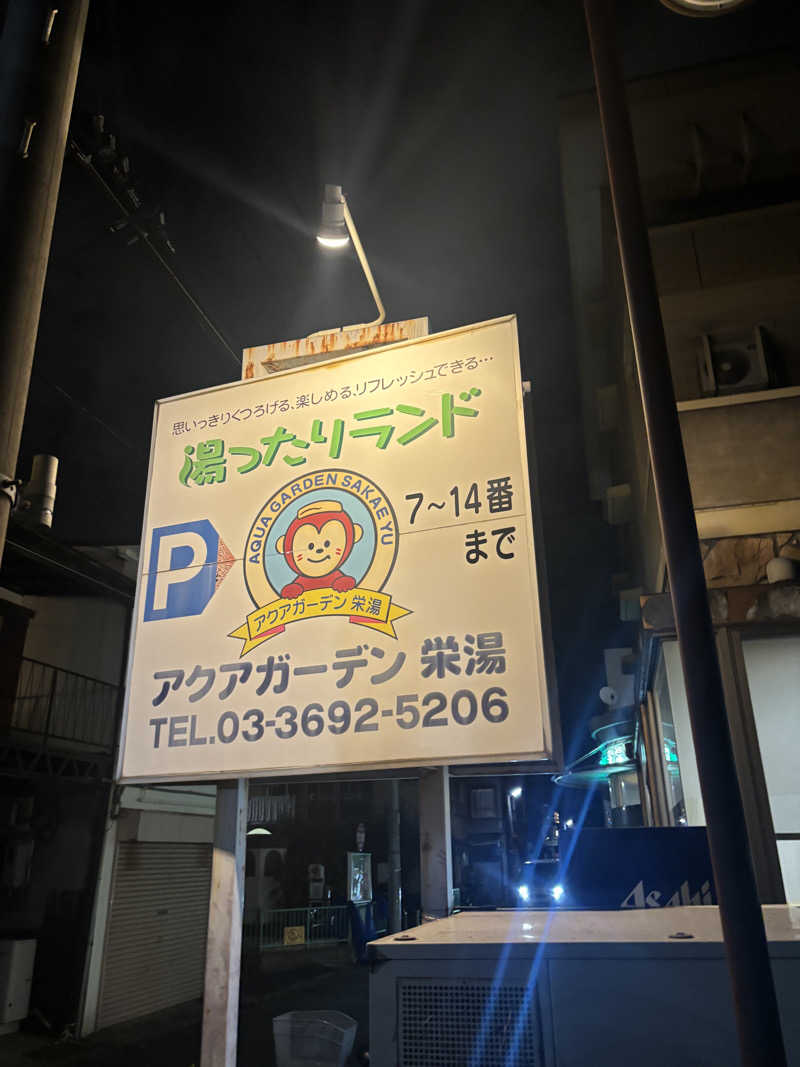 思いっきりくつろげる、楽しめる、リフレッシュできる…
湯ったりランド
P
AQUA GARDEN SAKAE YU
アクアガーデン 栄湯
7〜14番
まで
アクアガーデン 栄湯
TEL.03-3692-5206
Asahi